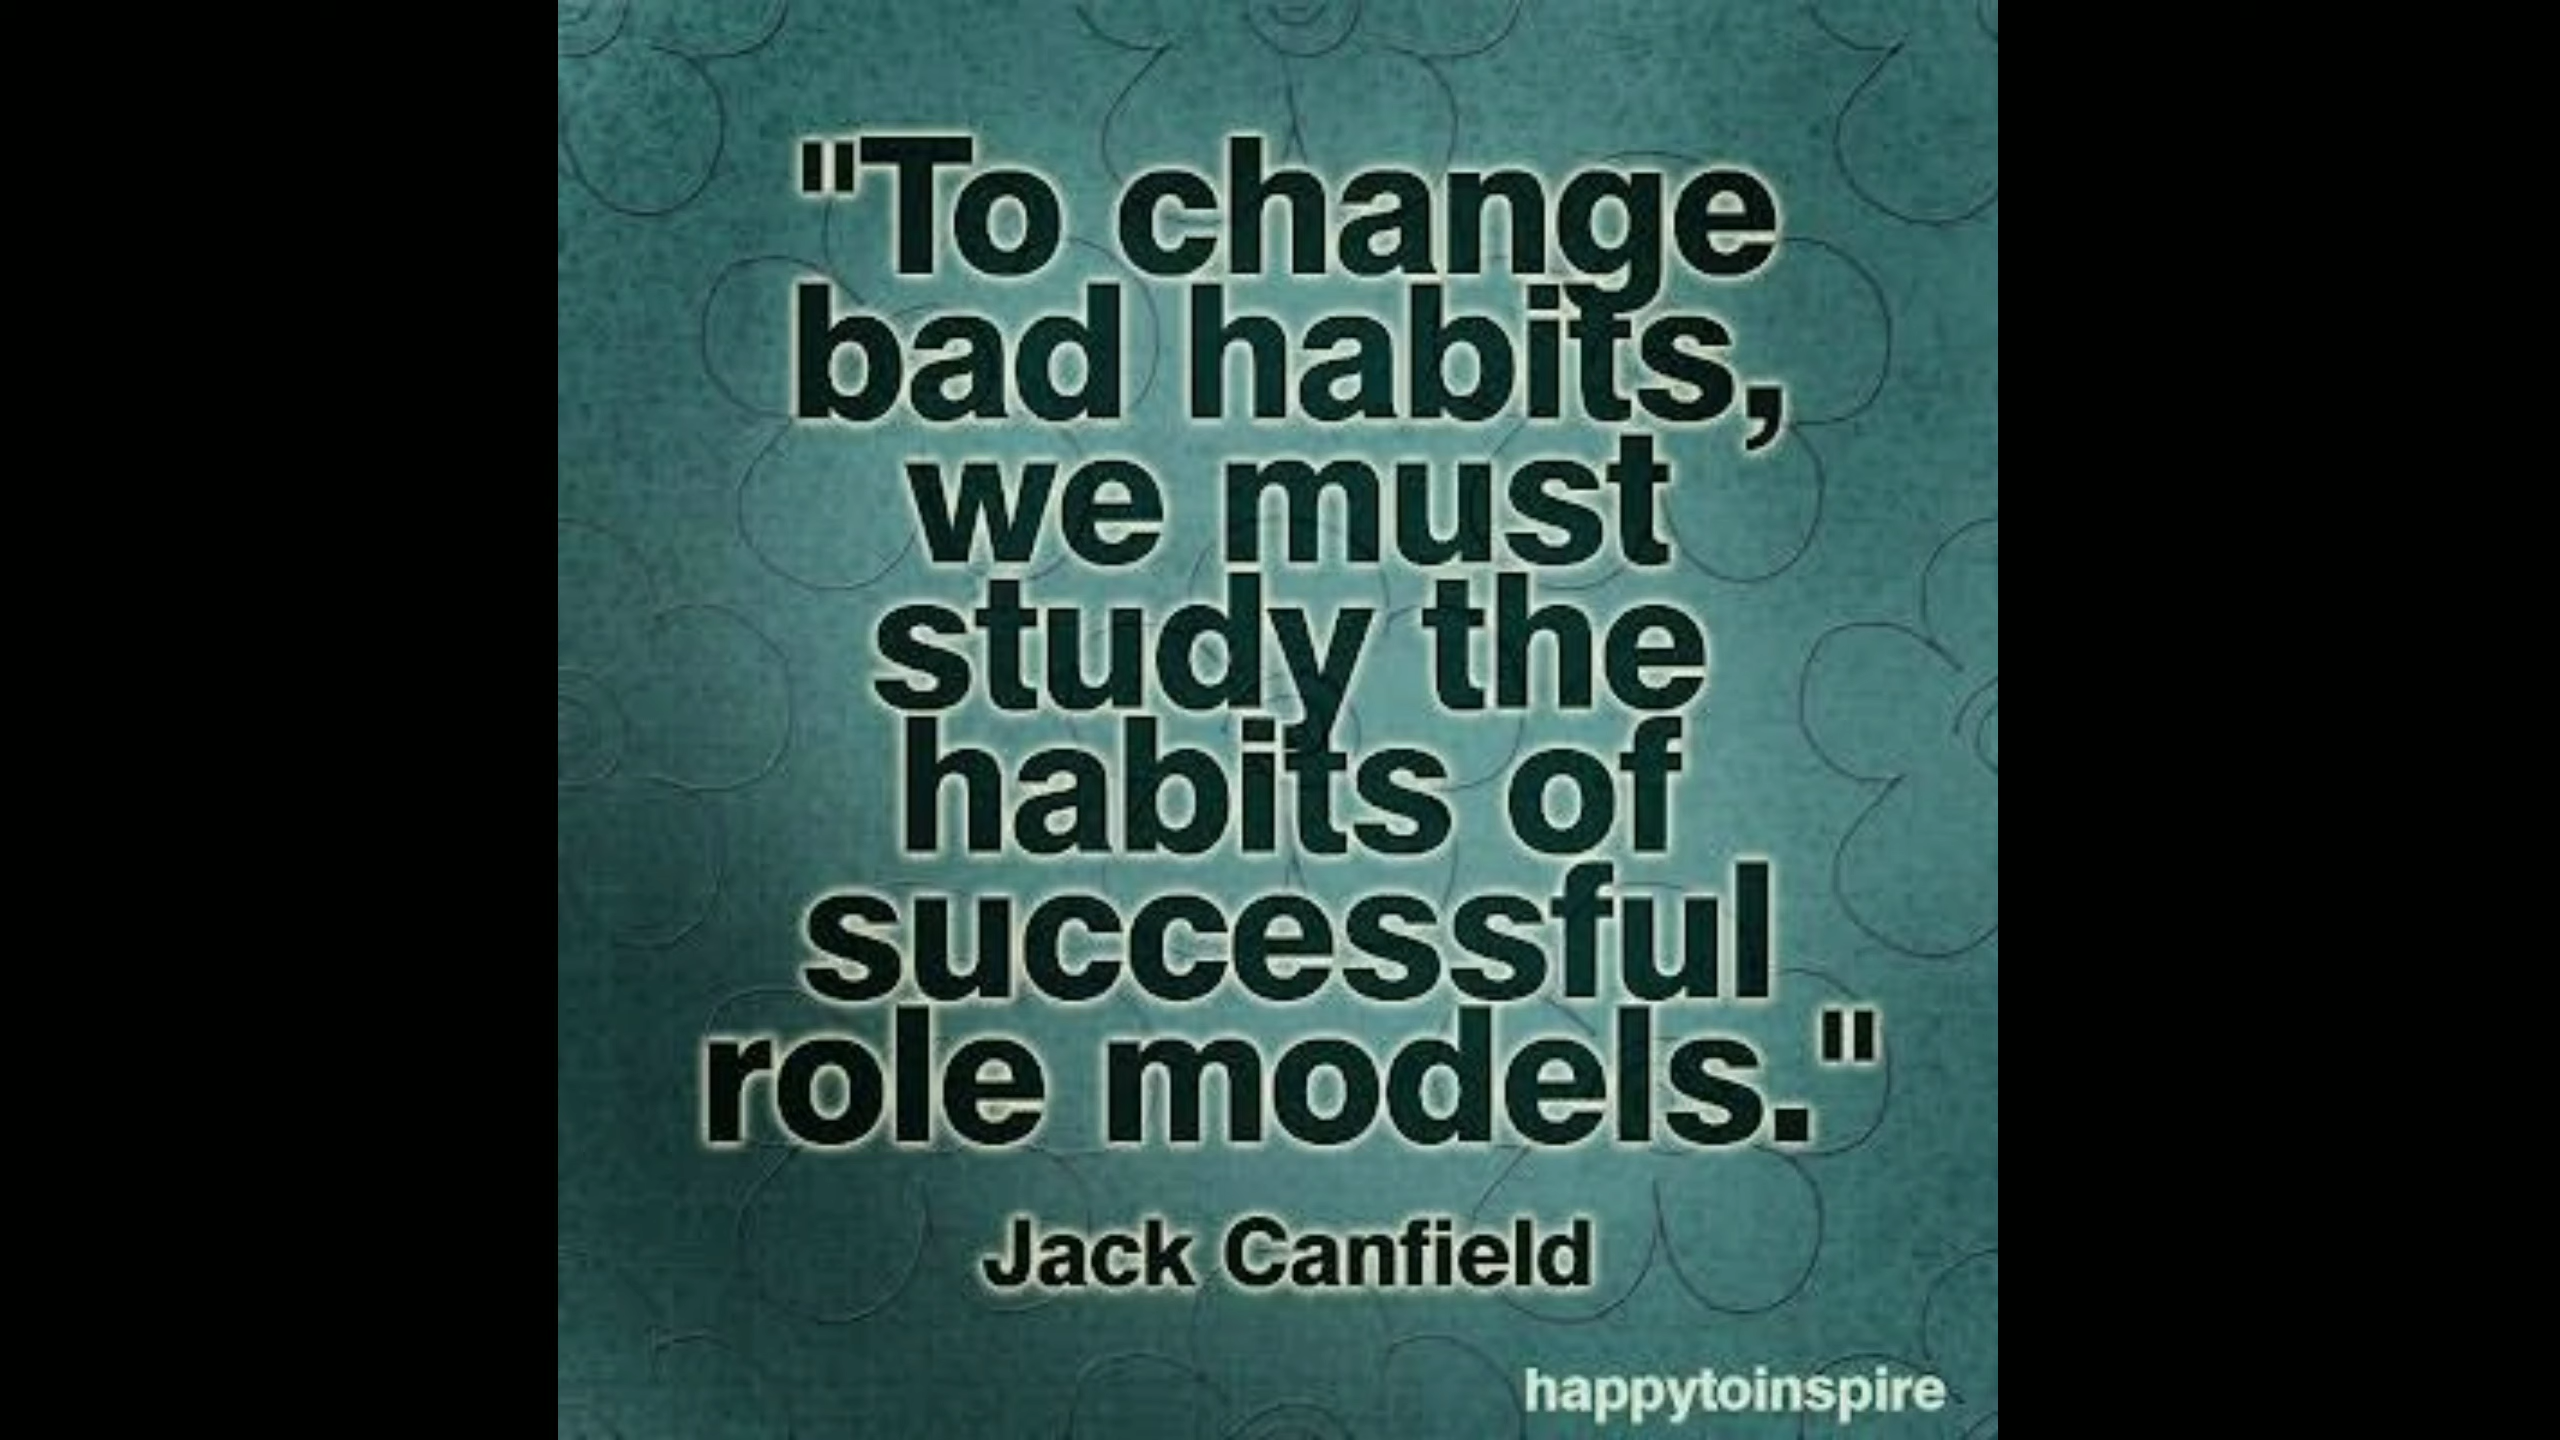 "To change
bad habits,
we must
study the
habits of
successful
role models."
Jack Canfield
happytoinspire